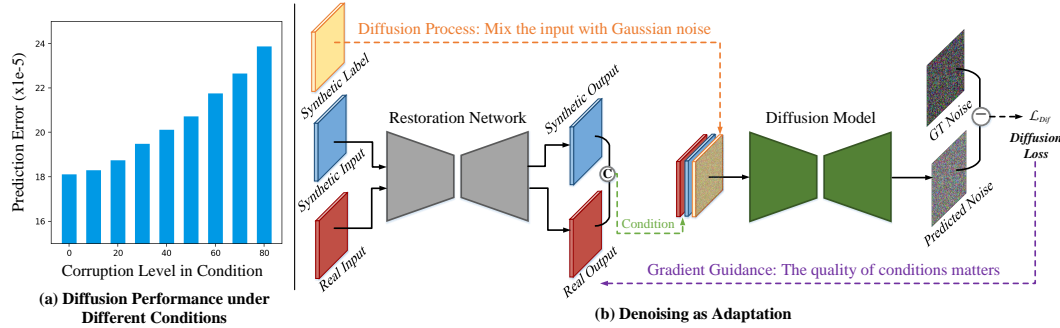 Prediction Error (x1e-5)
24
22
20
18
16
0
20
40
60
80
Corruption Level in Condition
(a) Diffusion Performance under
Different Conditions
Diffusion Process: Mix the input with Gaussian noise
Synthetic Label
Synthetic Input
Real Input
Restoration Network
Synthetic Output
Real Output
C
Condition
Diffusion Model
GT Noise
Predicted Noise
−
ℒ_Dif
Diffusion
Loss
Gradient Guidance: The quality of conditions matters
(b) Denoising as Adaptation